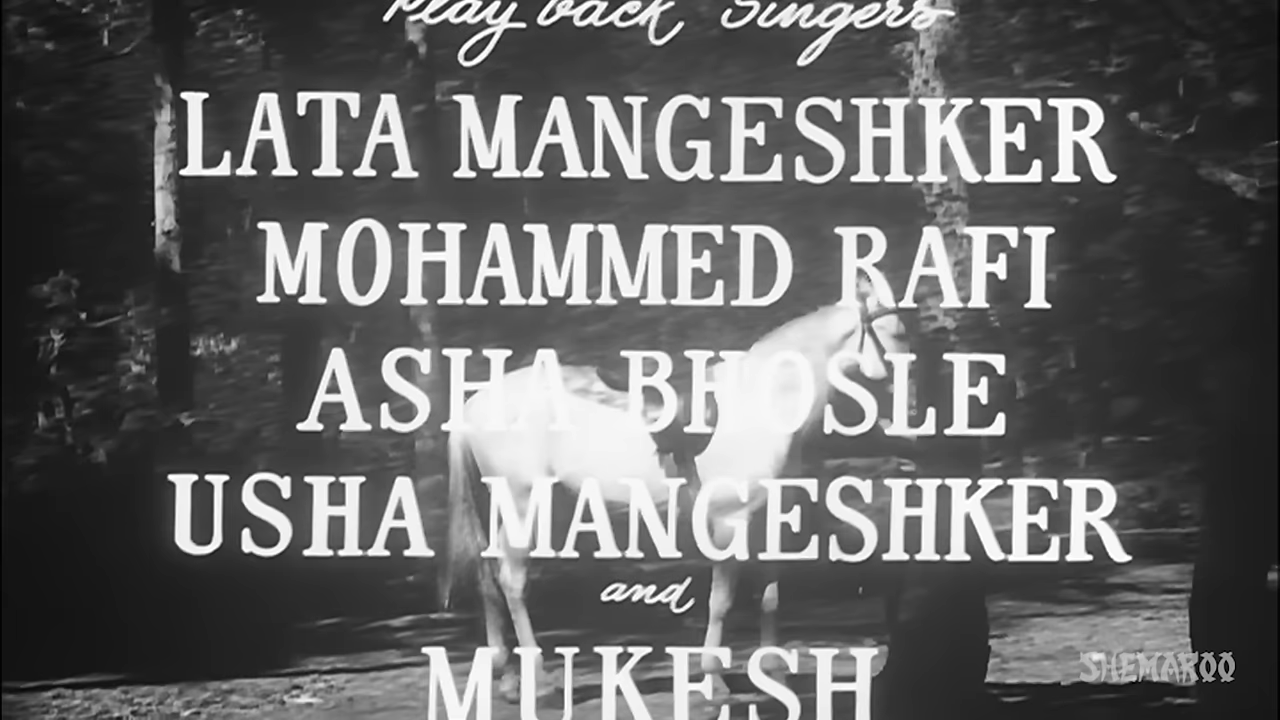 Play back Singers
LATA MANGESHKER
MOHAMMED RAFI
ASHA BHOSLE
USHA MANGESHKER
and
MUKESH
SHEMAROO